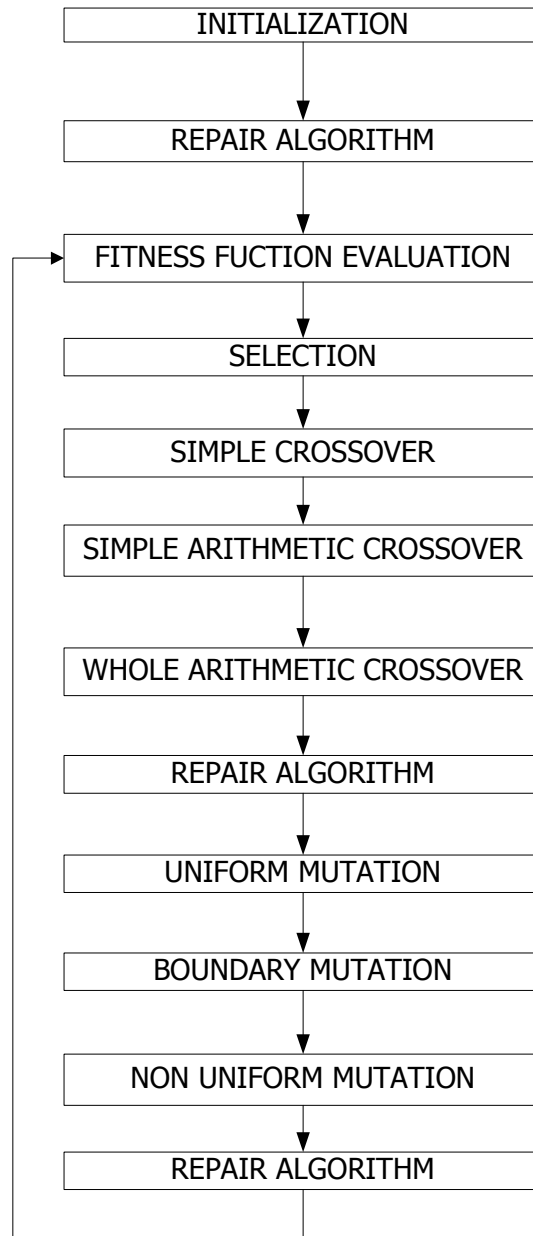 INITIALIZATION
REPAIR ALGORITHM
FITNESS FUCTION EVALUATION
SELECTION
SIMPLE CROSSOVER
SIMPLE ARITHMETIC CROSSOVER
WHOLE ARITHMETIC CROSSOVER
REPAIR ALGORITHM
UNIFORM MUTATION
BOUNDARY MUTATION
NON UNIFORM MUTATION
REPAIR ALGORITHM